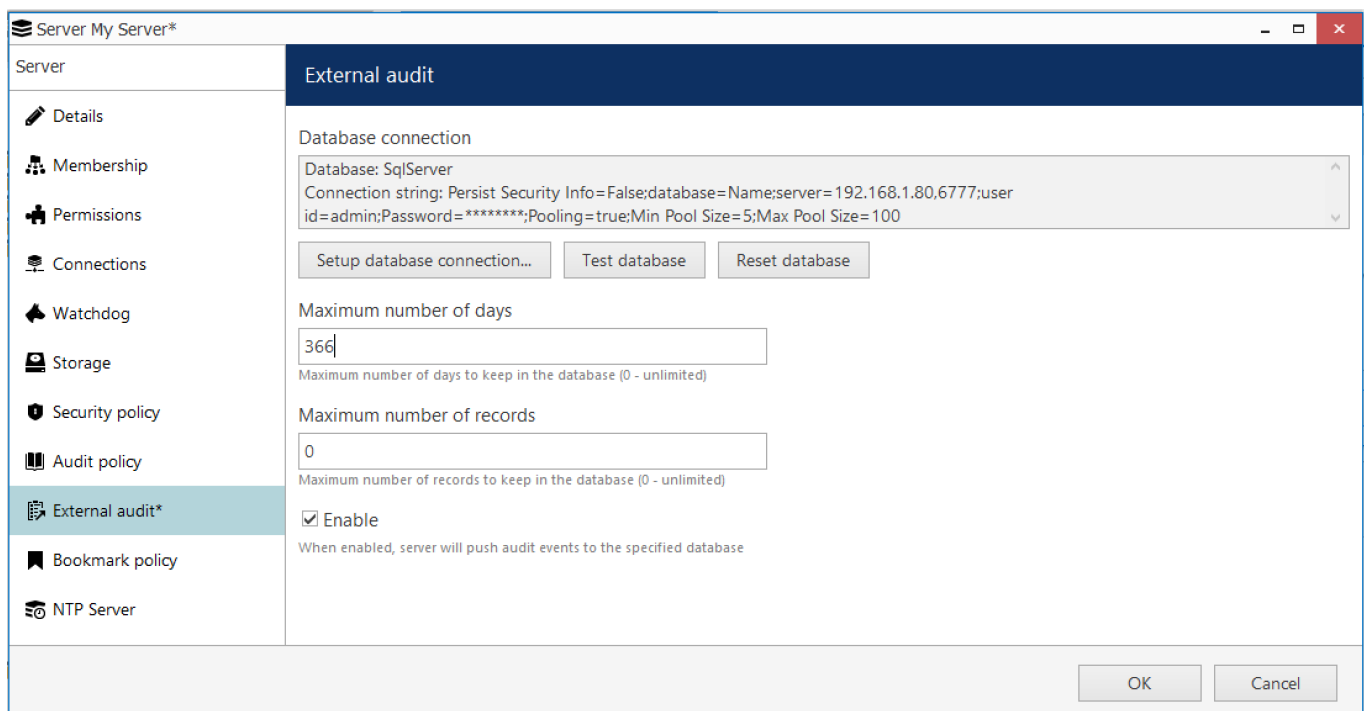 Server My Server*
Server
Details
Membership
Permissions
Connections
Watchdog
Storage
Security policy
Audit policy
External audit*
Bookmark policy
NTP Server
External audit
Database connection
Database: SqlServer
Connection string: Persist Security Info=False;database=Name;server=192.168.1.80,6777;user
id=admin;Password=********;Pooling=true;Min Pool Size=5;Max Pool Size=100
Setup database connection... Test database Reset database
Maximum number of days
366
Maximum number of days to keep in the database (0 - unlimited)
Maximum number of records
0
Maximum number of records to keep in the database (0 - unlimited)
Enable
When enabled, server will push audit events to the specified database
OK Cancel